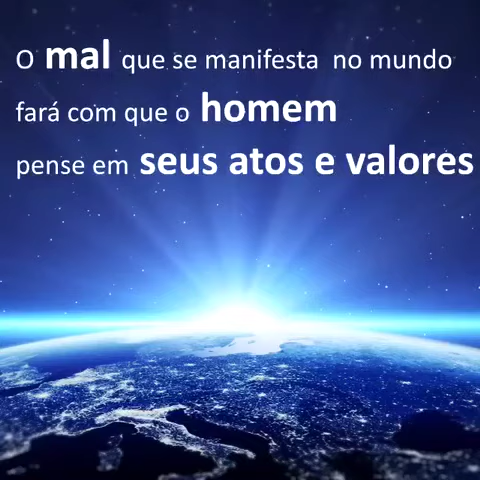 O mal que se manifesta no mundo
fará com que o homem
pense em seus atos e valores